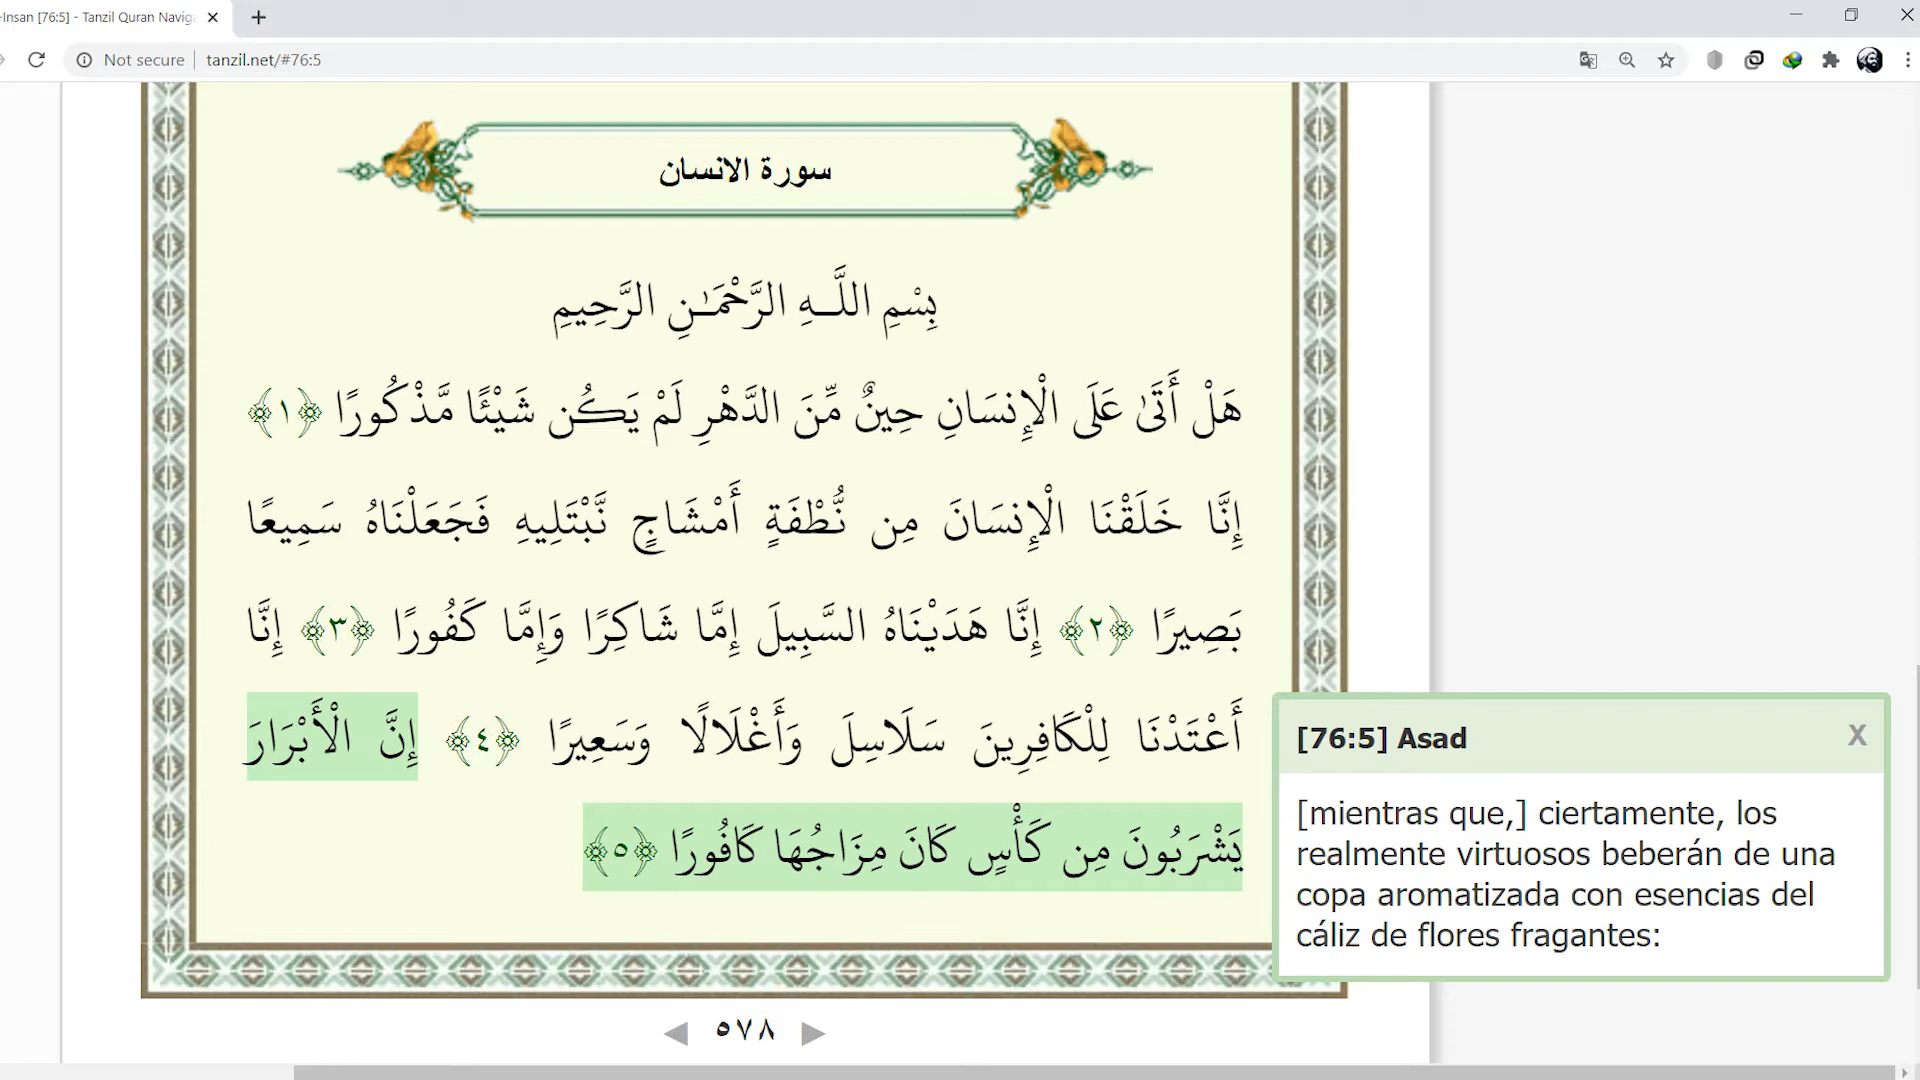 -Insan [76:5] - Tanzil Quran Navig
Not secure
tanzil.net/#76:5
سورة الانسان
بِسْمِ اللَّـهِ الرَّحْمَـٰنِ الرَّحِيمِ
هَلْ أَتَىٰ عَلَى الْإِنسَانِ حِينٌ مِّنَ الدَّهْرِ لَمْ يَكُن شَيْئًا مَّذْكُورًا ﴿١﴾
إِنَّا خَلَقْنَا الْإِنسَانَ مِن نُّطْفَةٍ أَمْشَاجٍ نَّبْتَلِيهِ فَجَعَلْنَاهُ سَمِيعًا
بَصِيرًا ﴿٢﴾ إِنَّا هَدَيْنَاهُ السَّبِيلَ إِمَّا شَاكِرًا وَإِمَّا كَفُورًا ﴿٣﴾ إِنَّا
أَعْتَدْنَا لِلْكَافِرِينَ سَلَاسِلَ وَأَغْلَالًا وَسَعِيرًا ﴿٤﴾ إِنَّ الْأَبْرَارَ
يَشْرَبُونَ مِن كَأْسٍ كَانَ مِزَاجُهَا كَافُورًا ﴿٥﴾
[76:5] Asad
X
[mientras que,] ciertamente, los
realmente virtuosos beberán de una
copa aromatizada con esencias del
cáliz de flores fragantes:
٥٧٨